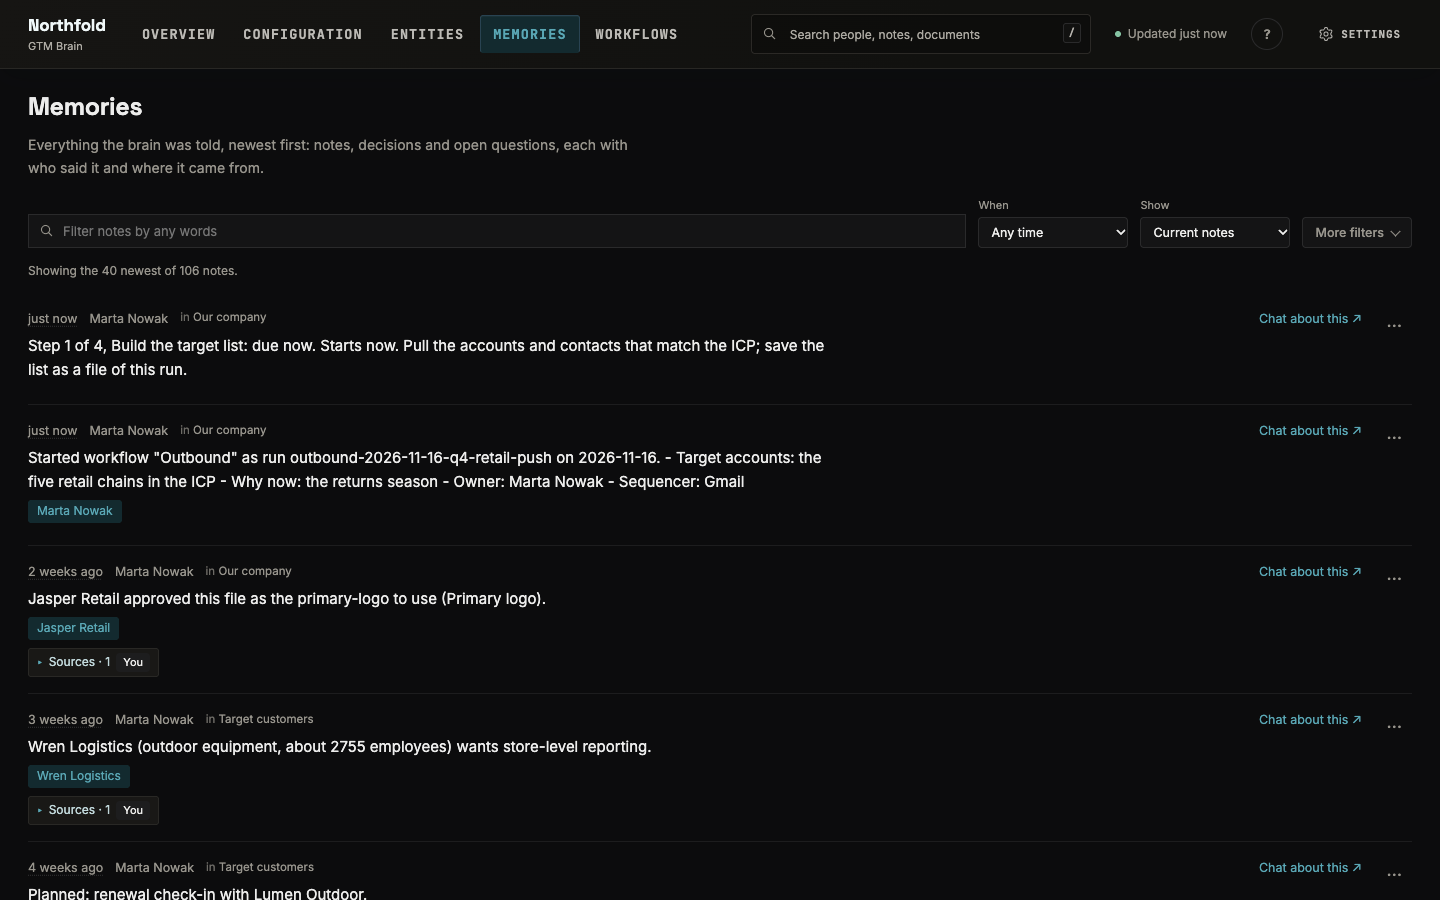 Northfold
GTM Brain
OVERVIEW
CONFIGURATION
ENTITIES
MEMORIES
WORKFLOWS
Search people, notes, documents
/
Updated just now
?
SETTINGS
Memories
Everything the brain was told, newest first: notes, decisions and open questions, each with
who said it and where it came from.
When
Show
Filter notes by any words
Any time
Current notes
More filters
Showing the 40 newest of 106 notes.
just now Marta Nowak in Our company
Chat about this ↗
...
Step 1 of 4, Build the target list: due now. Starts now. Pull the accounts and contacts that match the ICP; save the
list as a file of this run.
just now Marta Nowak in Our company
Chat about this ↗
...
Started workflow "Outbound" as run outbound-2026-11-16-q4-retail-push on 2026-11-16. - Target accounts: the
five retail chains in the ICP - Why now: the returns season - Owner: Marta Nowak - Sequencer: Gmail
Marta Nowak
2 weeks ago Marta Nowak in Our company
Chat about this ↗
...
Jasper Retail approved this file as the primary-logo to use (Primary logo).
Jasper Retail
Sources · 1 You
3 weeks ago Marta Nowak in Target customers
Chat about this ↗
...
Wren Logistics (outdoor equipment, about 2755 employees) wants store-level reporting.
Wren Logistics
Sources · 1 You
4 weeks ago Marta Nowak in Target customers
Chat about this ↗
...
Planned: renewal check-in with Lumen Outdoor.